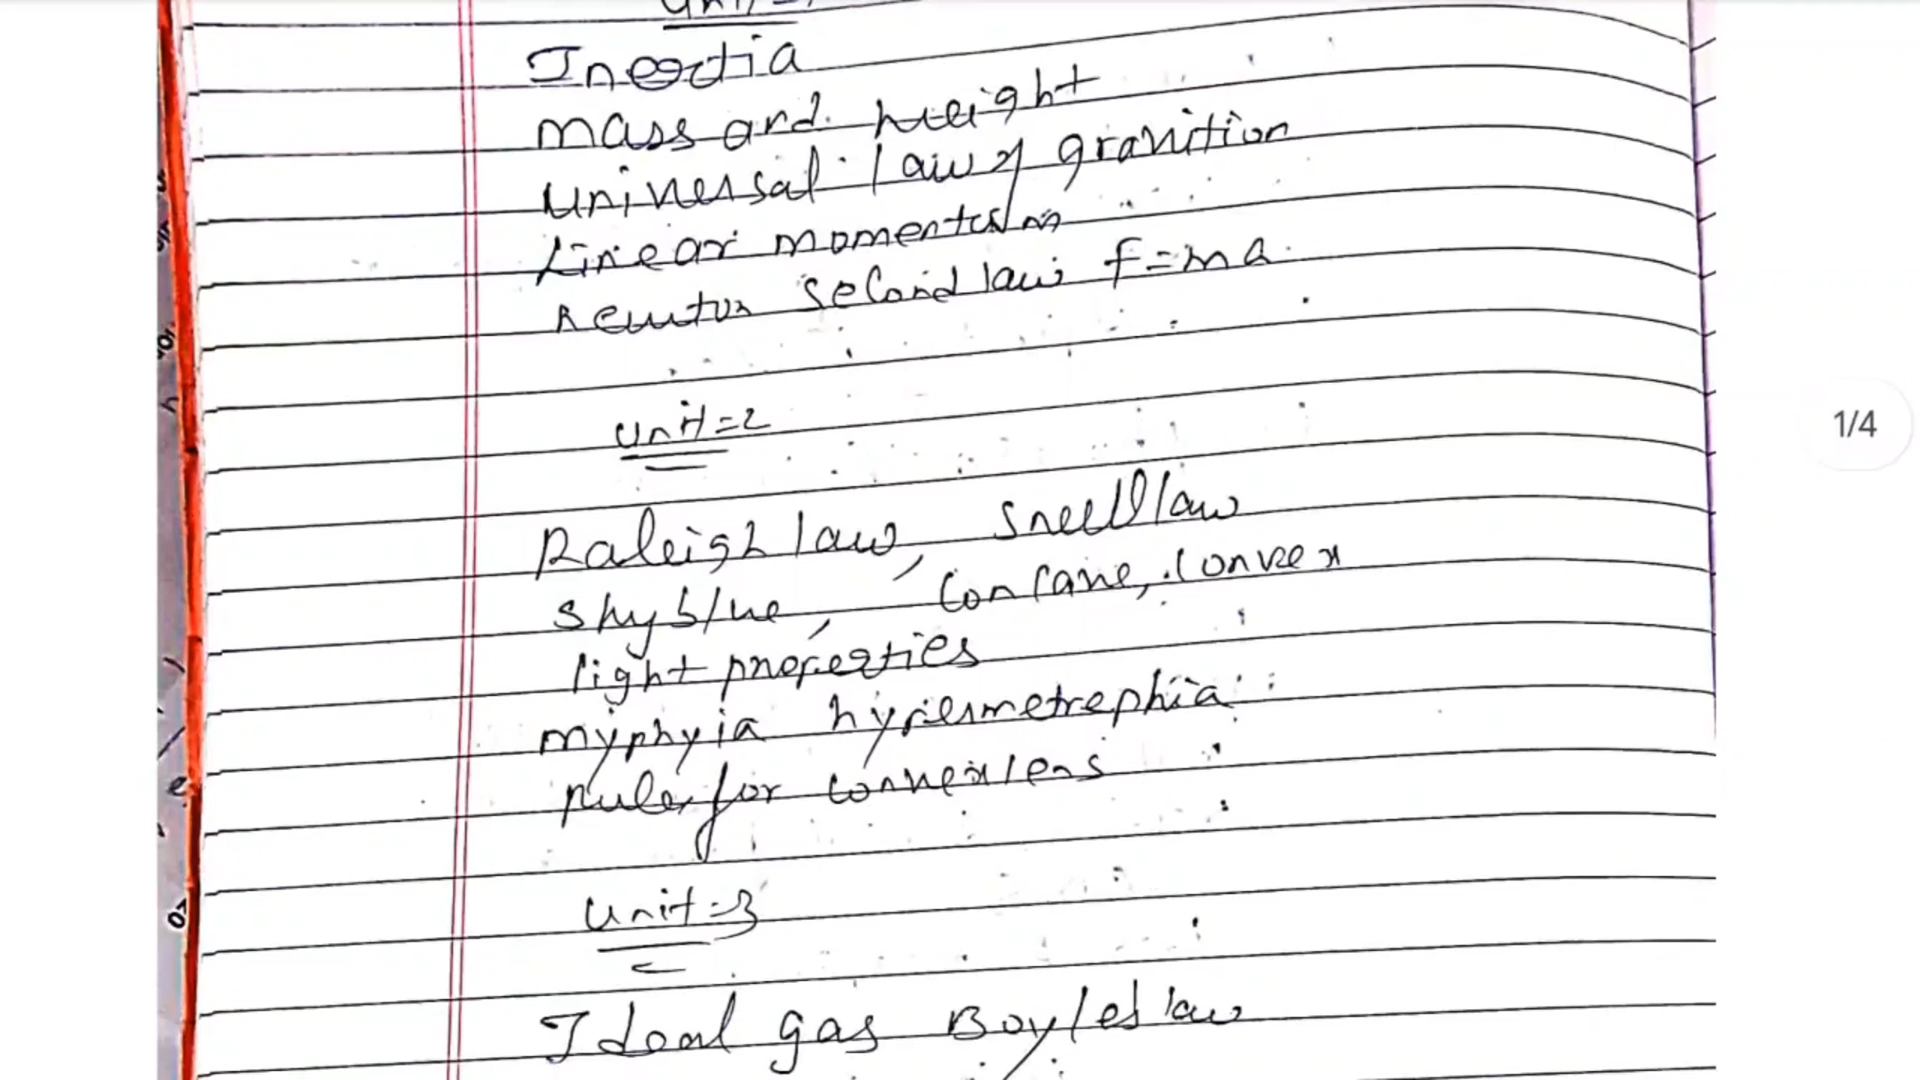 Inertia
mass and weight
universal law of gravition
Linear momentum
newton second law f=ma
unit=2
Raleigh law, snell law
sky blue, concave, convex
light properties
myphyia hypermetrephia
rule for convex lens
unit=3
Ideal gas Boyles law
1/4